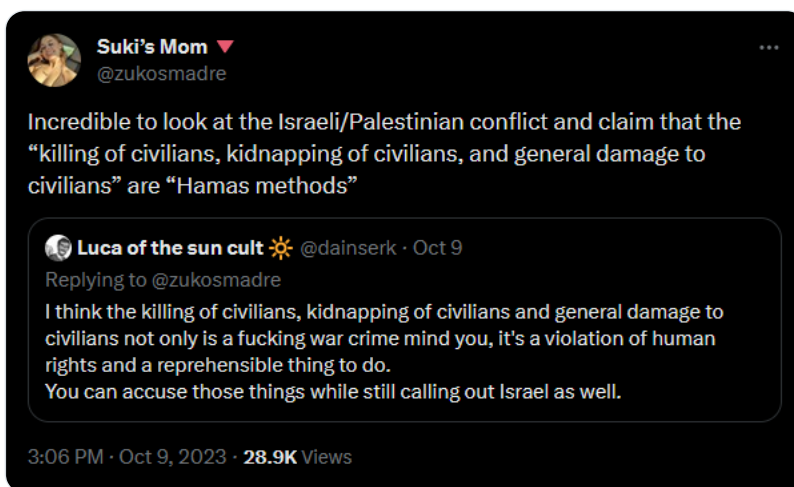 Suki's Mom 🔻
@zukosmadre
Incredible to look at the Israeli/Palestinian conflict and claim that the
“killing of civilians, kidnapping of civilians, and general damage to
civilians” are “Hamas methods”
Luca of the sun cult 🔆 @dainserk · Oct 9
Replying to @zukosmadre
I think the killing of civilians, kidnapping of civilians and general damage to
civilians not only is a fucking war crime mind you, it's a violation of human
rights and a reprehensible thing to do.
You can accuse those things while still calling out Israel as well.
3:06 PM · Oct 9, 2023 · 28.9K Views